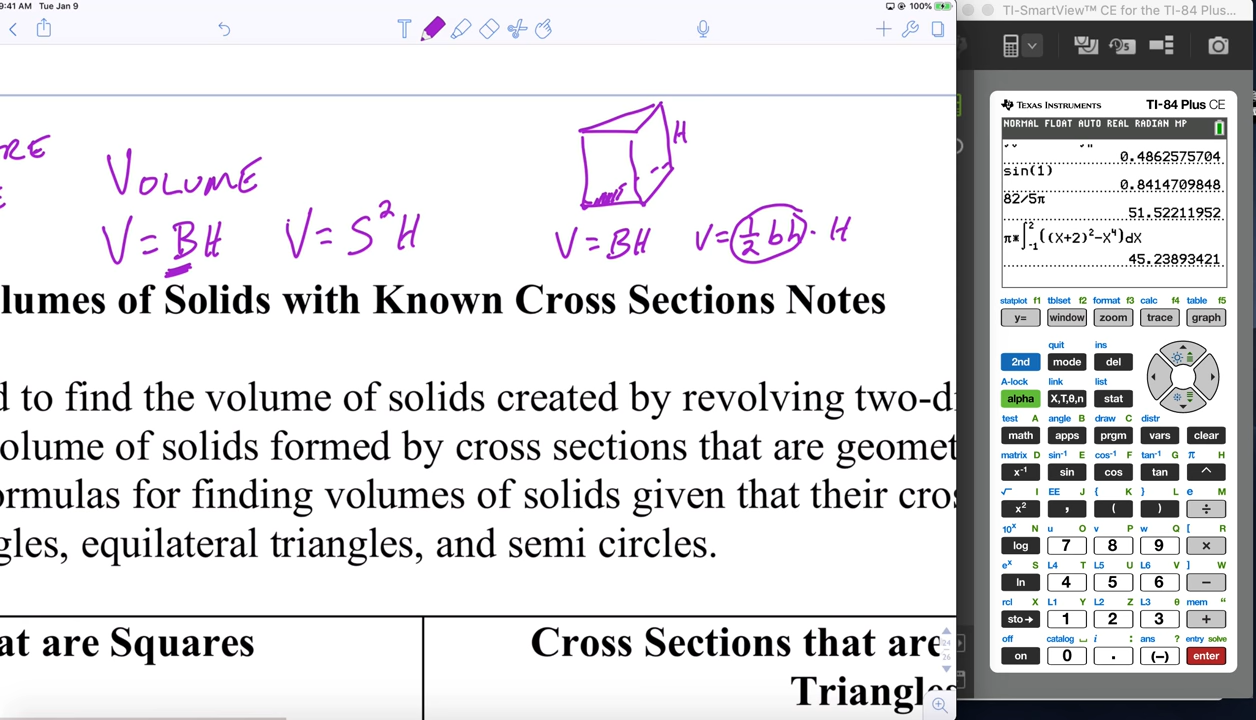 9:41 AM Tue Jan 9
100%
TI-SmartView™ CE for the TI-84 Plus...
RE
VOLUME
V = BH
V = S²H
H
V = BH
V = ½ bh · H
lumes of Solids with Known Cross Sections Notes
d to find the volume of solids created by revolving two-di
olume of solids formed by cross sections that are geomet
ormulas for finding volumes of solids given that their cros
gles, equilateral triangles, and semi circles.
at are Squares
Cross Sections that are
Triangle
TEXAS INSTRUMENTS TI-84 Plus CE
NORMAL FLOAT AUTO REAL RADIAN MP
0.4862575704
sin(1)
0.8414709848
82/5π
51.52211952
π*∫₋₁²((X+2)²-X⁴)dX
45.23893421
statplot f1 tblset f2 format f3 calc f4 table f5
y= window zoom trace graph
quit ins
2nd mode del
A-lock link list
alpha X,T,θ,n stat
test A angle B draw C distr
math apps prgm vars clear
matrix D sin⁻¹ E cos⁻¹ F tan⁻¹ G π H
x⁻¹ sin cos tan ^
√ I EE J { K } L e M
x² , ( ) ÷
10ˣ N u O v P w Q [ R
log 7 8 9 ×
eˣ S L4 T L5 U L6 V ] W
ln 4 5 6 −
rcl X L1 Y L2 Z L3 θ mem "
sto→ 1 2 3 +
off catalog ⎵ i : ans ? entry solve
on 0 . (−) enter